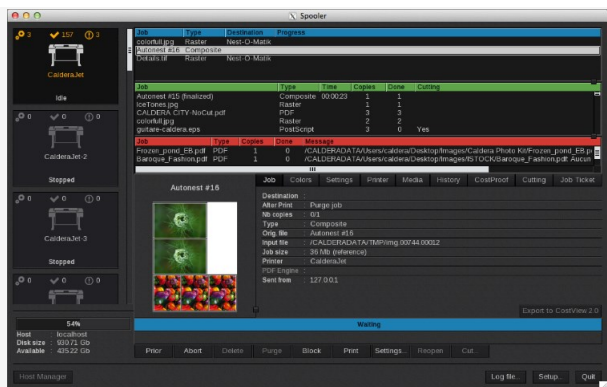 Spooler
3 157 3
CalderaJet
Idle
0 0 0
CalderaJet-2
Stopped
0 0 0
CalderaJet-3
Stopped
0 0 0
54%
Host : localhost
Disk size : 930.71 Gb
Available : 435.22 Gb
Job Type Destination Progress
colorfull.jpg Raster Nest-O-Matik
Autonest #16 Composite
Details.tif Raster Nest-O-Matik
Job Type Time Copies Done Cutting
Autonest #15 (finalized) Composite 00:00:23 1 1
IceTones.jpg Raster 1 1
CALDERA CITY-NoCut.pdf PDF 3 3
colorfull.jpg Raster 2 2
guitare-caldera.eps PostScript 3 0 Yes
Job Type Copies Done Message
Frozen_pond_EB.pdf PDF 1 0 /CALDERADATA/Users/caldera/Desktop/Images/Caldera Photo Kit/Frozen_pond_EB.p
Baroque_Fashion.pdf PDF 1 0 /CALDERADATA/Users/caldera/Desktop/Images/ISTOCK/Baroque_Fashion.pdf: Aucun
Autonest #16
Job Colors Settings Printer Media History CostProof Cutting Job Ticket
Destination :
After Print : Purge job
Nb copies : 0/1
Type : Composite
Orig. file : Autonest #16
Input file : /CALDERADATA/TMP/img.00744.00012
Job size : 36 Mb (reference)
Printer : CalderaJet
PDF Engine :
Sent from : 127.0.0.1
Export to CostView 2.0
Waiting
Prior Abort Delete Purge Block Print Settings... Reopen Cut...
Host Manager Log file... Setup... Quit